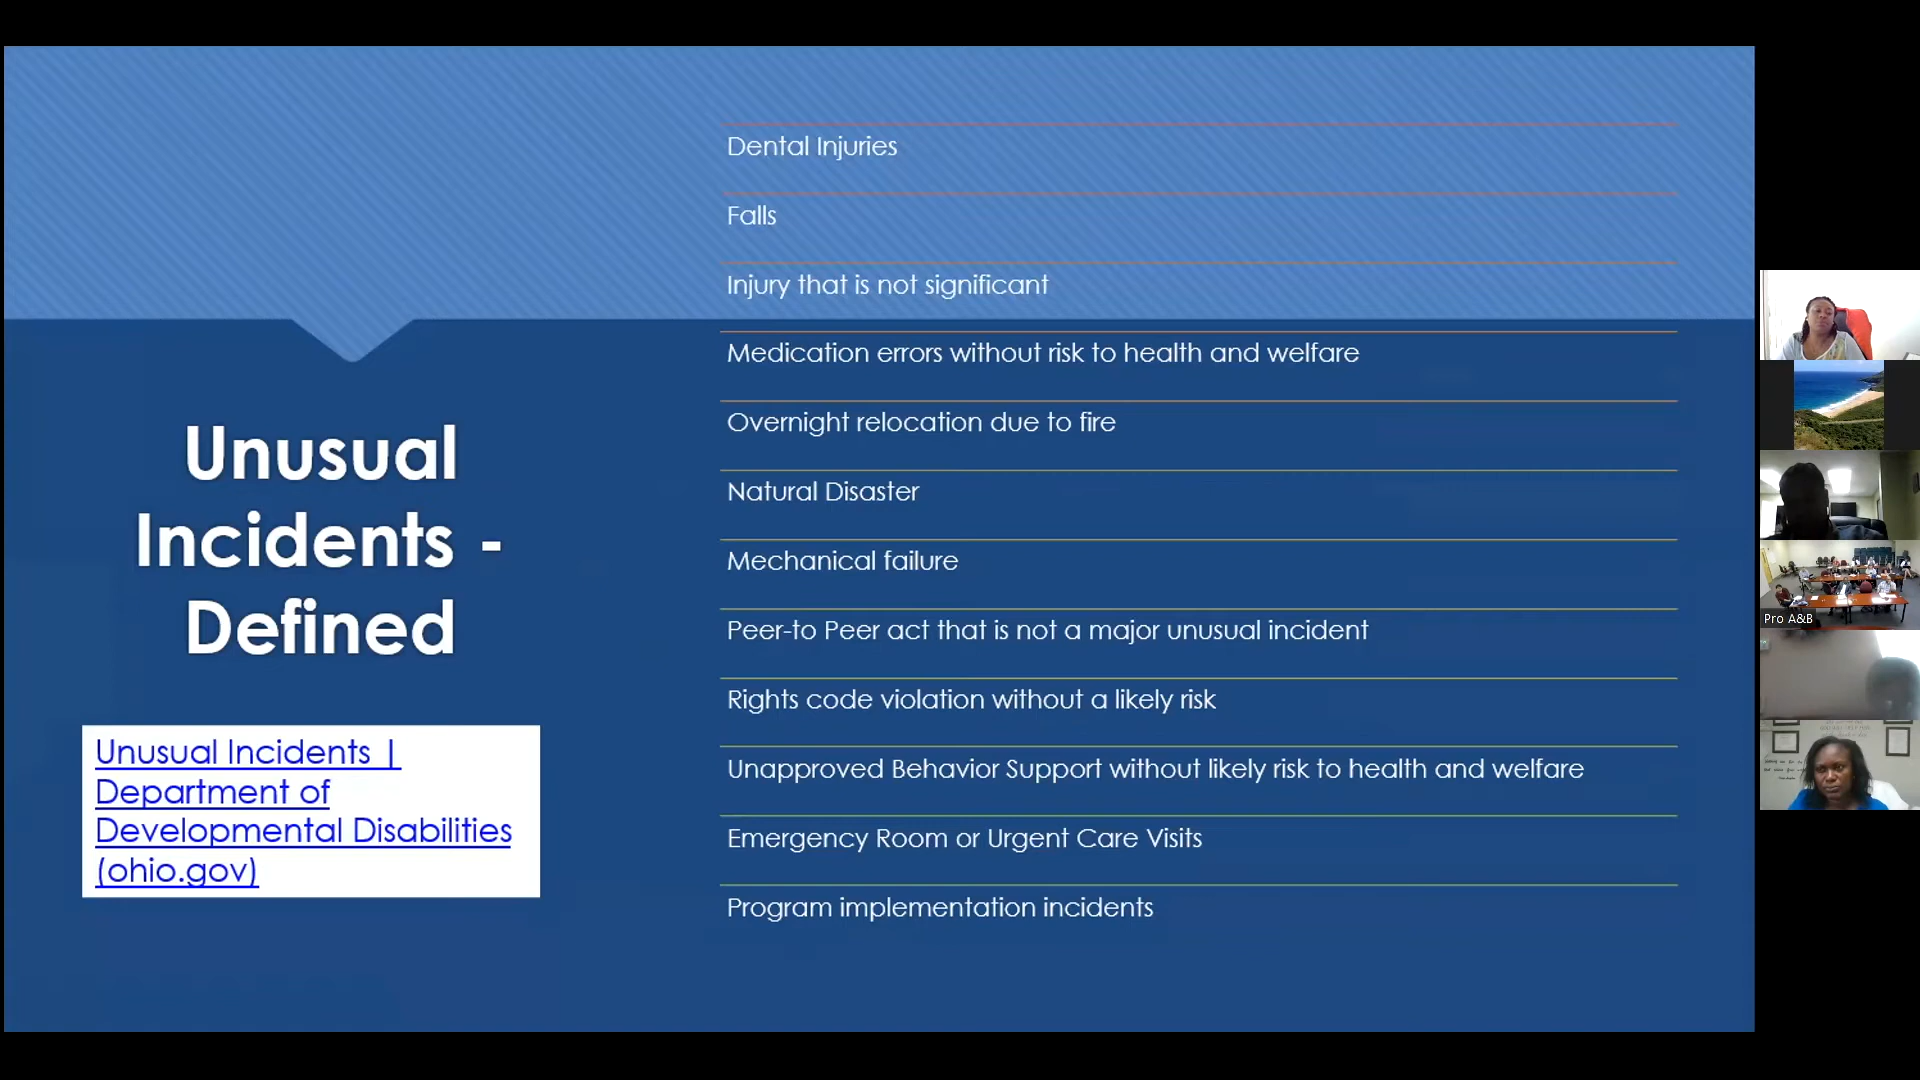 Unusual
Incidents -
Defined
Unusual Incidents |
Department of
Developmental Disabilities
(ohio.gov)
Dental Injuries
Falls
Injury that is not significant
Medication errors without risk to health and welfare
Overnight relocation due to fire
Natural Disaster
Mechanical failure
Peer-to Peer act that is not a major unusual incident
Rights code violation without a likely risk
Unapproved Behavior Support without likely risk to health and welfare
Emergency Room or Urgent Care Visits
Program implementation incidents
Pro A&B